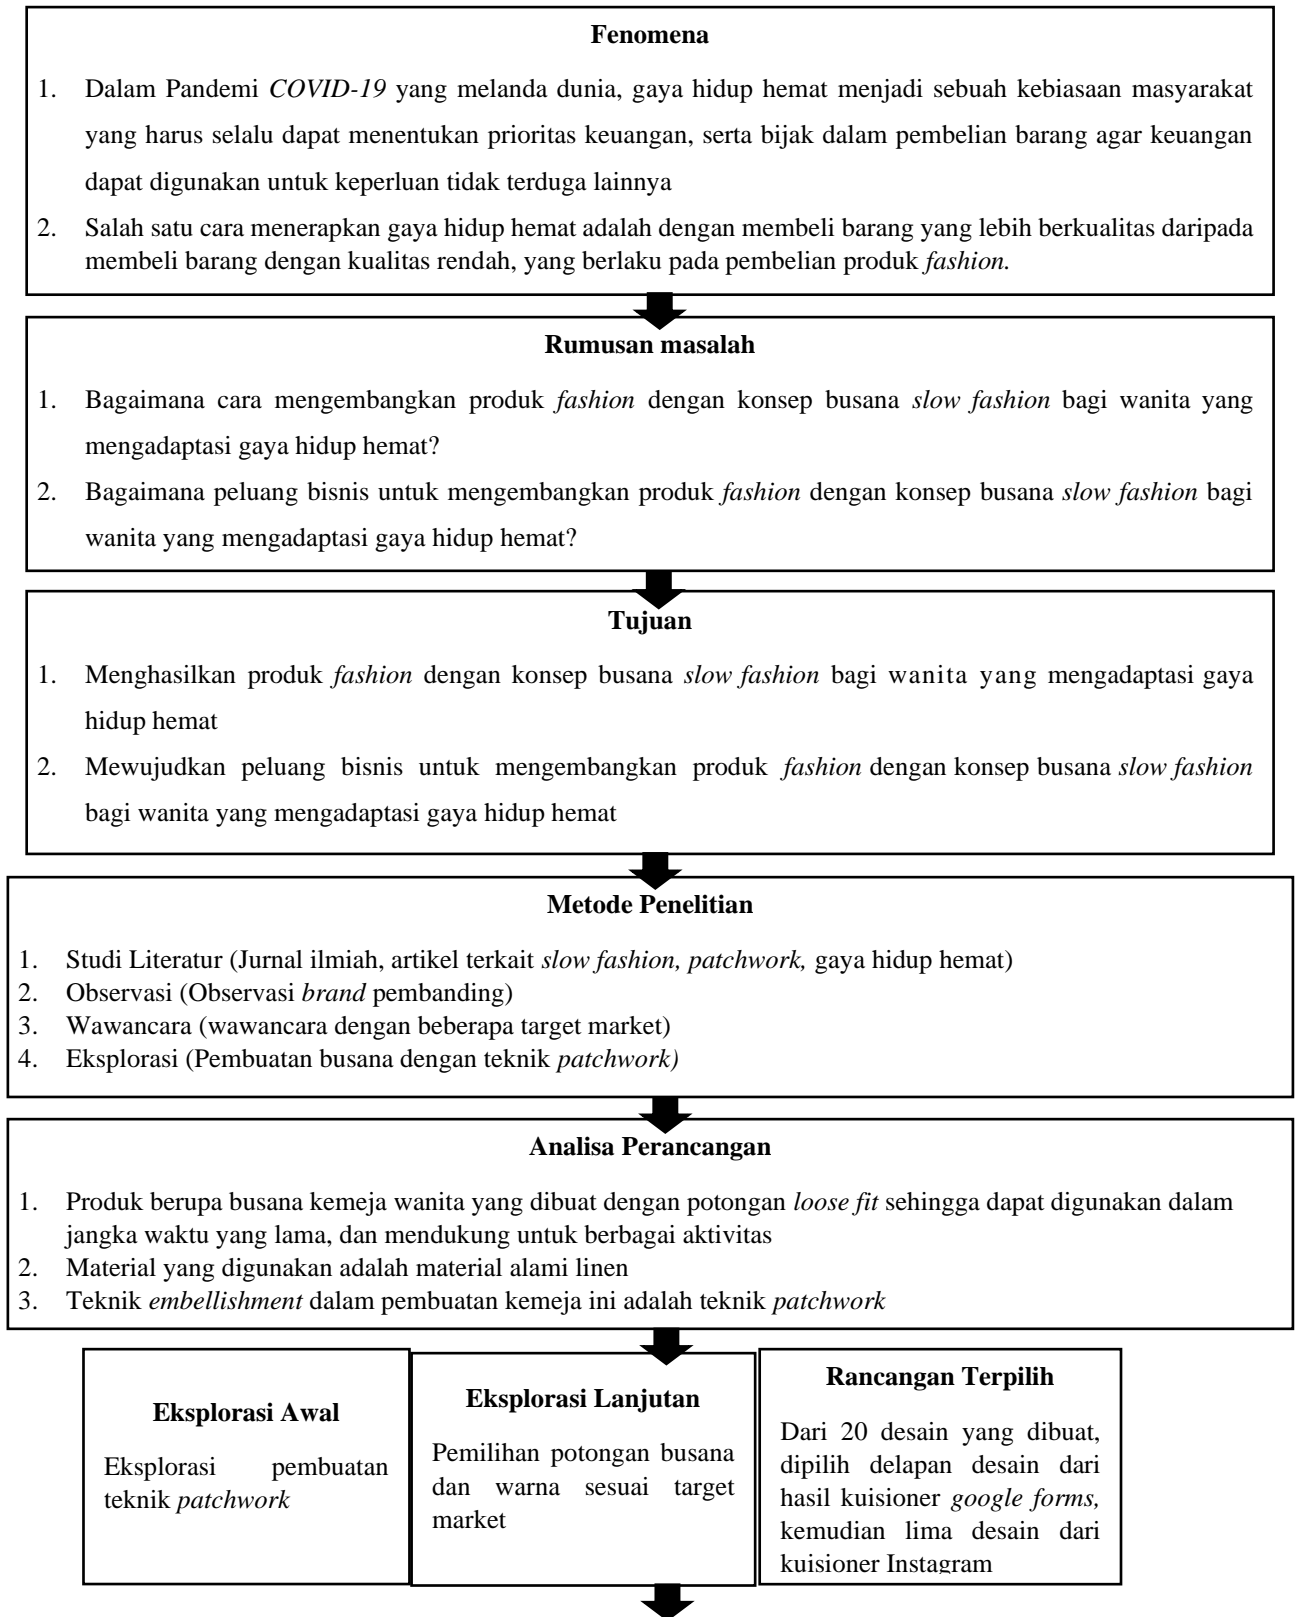 Fenomena
1. Dalam Pandemi COVID-19 yang melanda dunia, gaya hidup hemat menjadi sebuah kebiasaan masyarakat
yang harus selalu dapat menentukan prioritas keuangan, serta bijak dalam pembelian barang agar keuangan
dapat digunakan untuk keperluan tidak terduga lainnya
2. Salah satu cara menerapkan gaya hidup hemat adalah dengan membeli barang yang lebih berkualitas daripada
membeli barang dengan kualitas rendah, yang berlaku pada pembelian produk fashion.
Rumusan masalah
1. Bagaimana cara mengembangkan produk fashion dengan konsep busana slow fashion bagi wanita yang
mengadaptasi gaya hidup hemat?
2. Bagaimana peluang bisnis untuk mengembangkan produk fashion dengan konsep busana slow fashion bagi
wanita yang mengadaptasi gaya hidup hemat?
Tujuan
1. Menghasilkan produk fashion dengan konsep busana slow fashion bagi wanita yang mengadaptasi gaya
hidup hemat
2. Mewujudkan peluang bisnis untuk mengembangkan produk fashion dengan konsep busana slow fashion
bagi wanita yang mengadaptasi gaya hidup hemat
Metode Penelitian
1. Studi Literatur (Jurnal ilmiah, artikel terkait slow fashion, patchwork, gaya hidup hemat)
2. Observasi (Observasi brand pembanding)
3. Wawancara (wawancara dengan beberapa target market)
4. Eksplorasi (Pembuatan busana dengan teknik patchwork)
Analisa Perancangan
1. Produk berupa busana kemeja wanita yang dibuat dengan potongan loose fit sehingga dapat digunakan dalam
jangka waktu yang lama, dan mendukung untuk berbagai aktivitas
2. Material yang digunakan adalah material alami linen
3. Teknik embellishment dalam pembuatan kemeja ini adalah teknik patchwork
Eksplorasi Awal
Eksplorasi pembuatan
teknik patchwork
Eksplorasi Lanjutan
Pemilihan potongan busana
dan warna sesuai target
market
Rancangan Terpilih
Dari 20 desain yang dibuat,
dipilih delapan desain dari
hasil kuisioner google forms,
kemudian lima desain dari
kuisioner Instagram